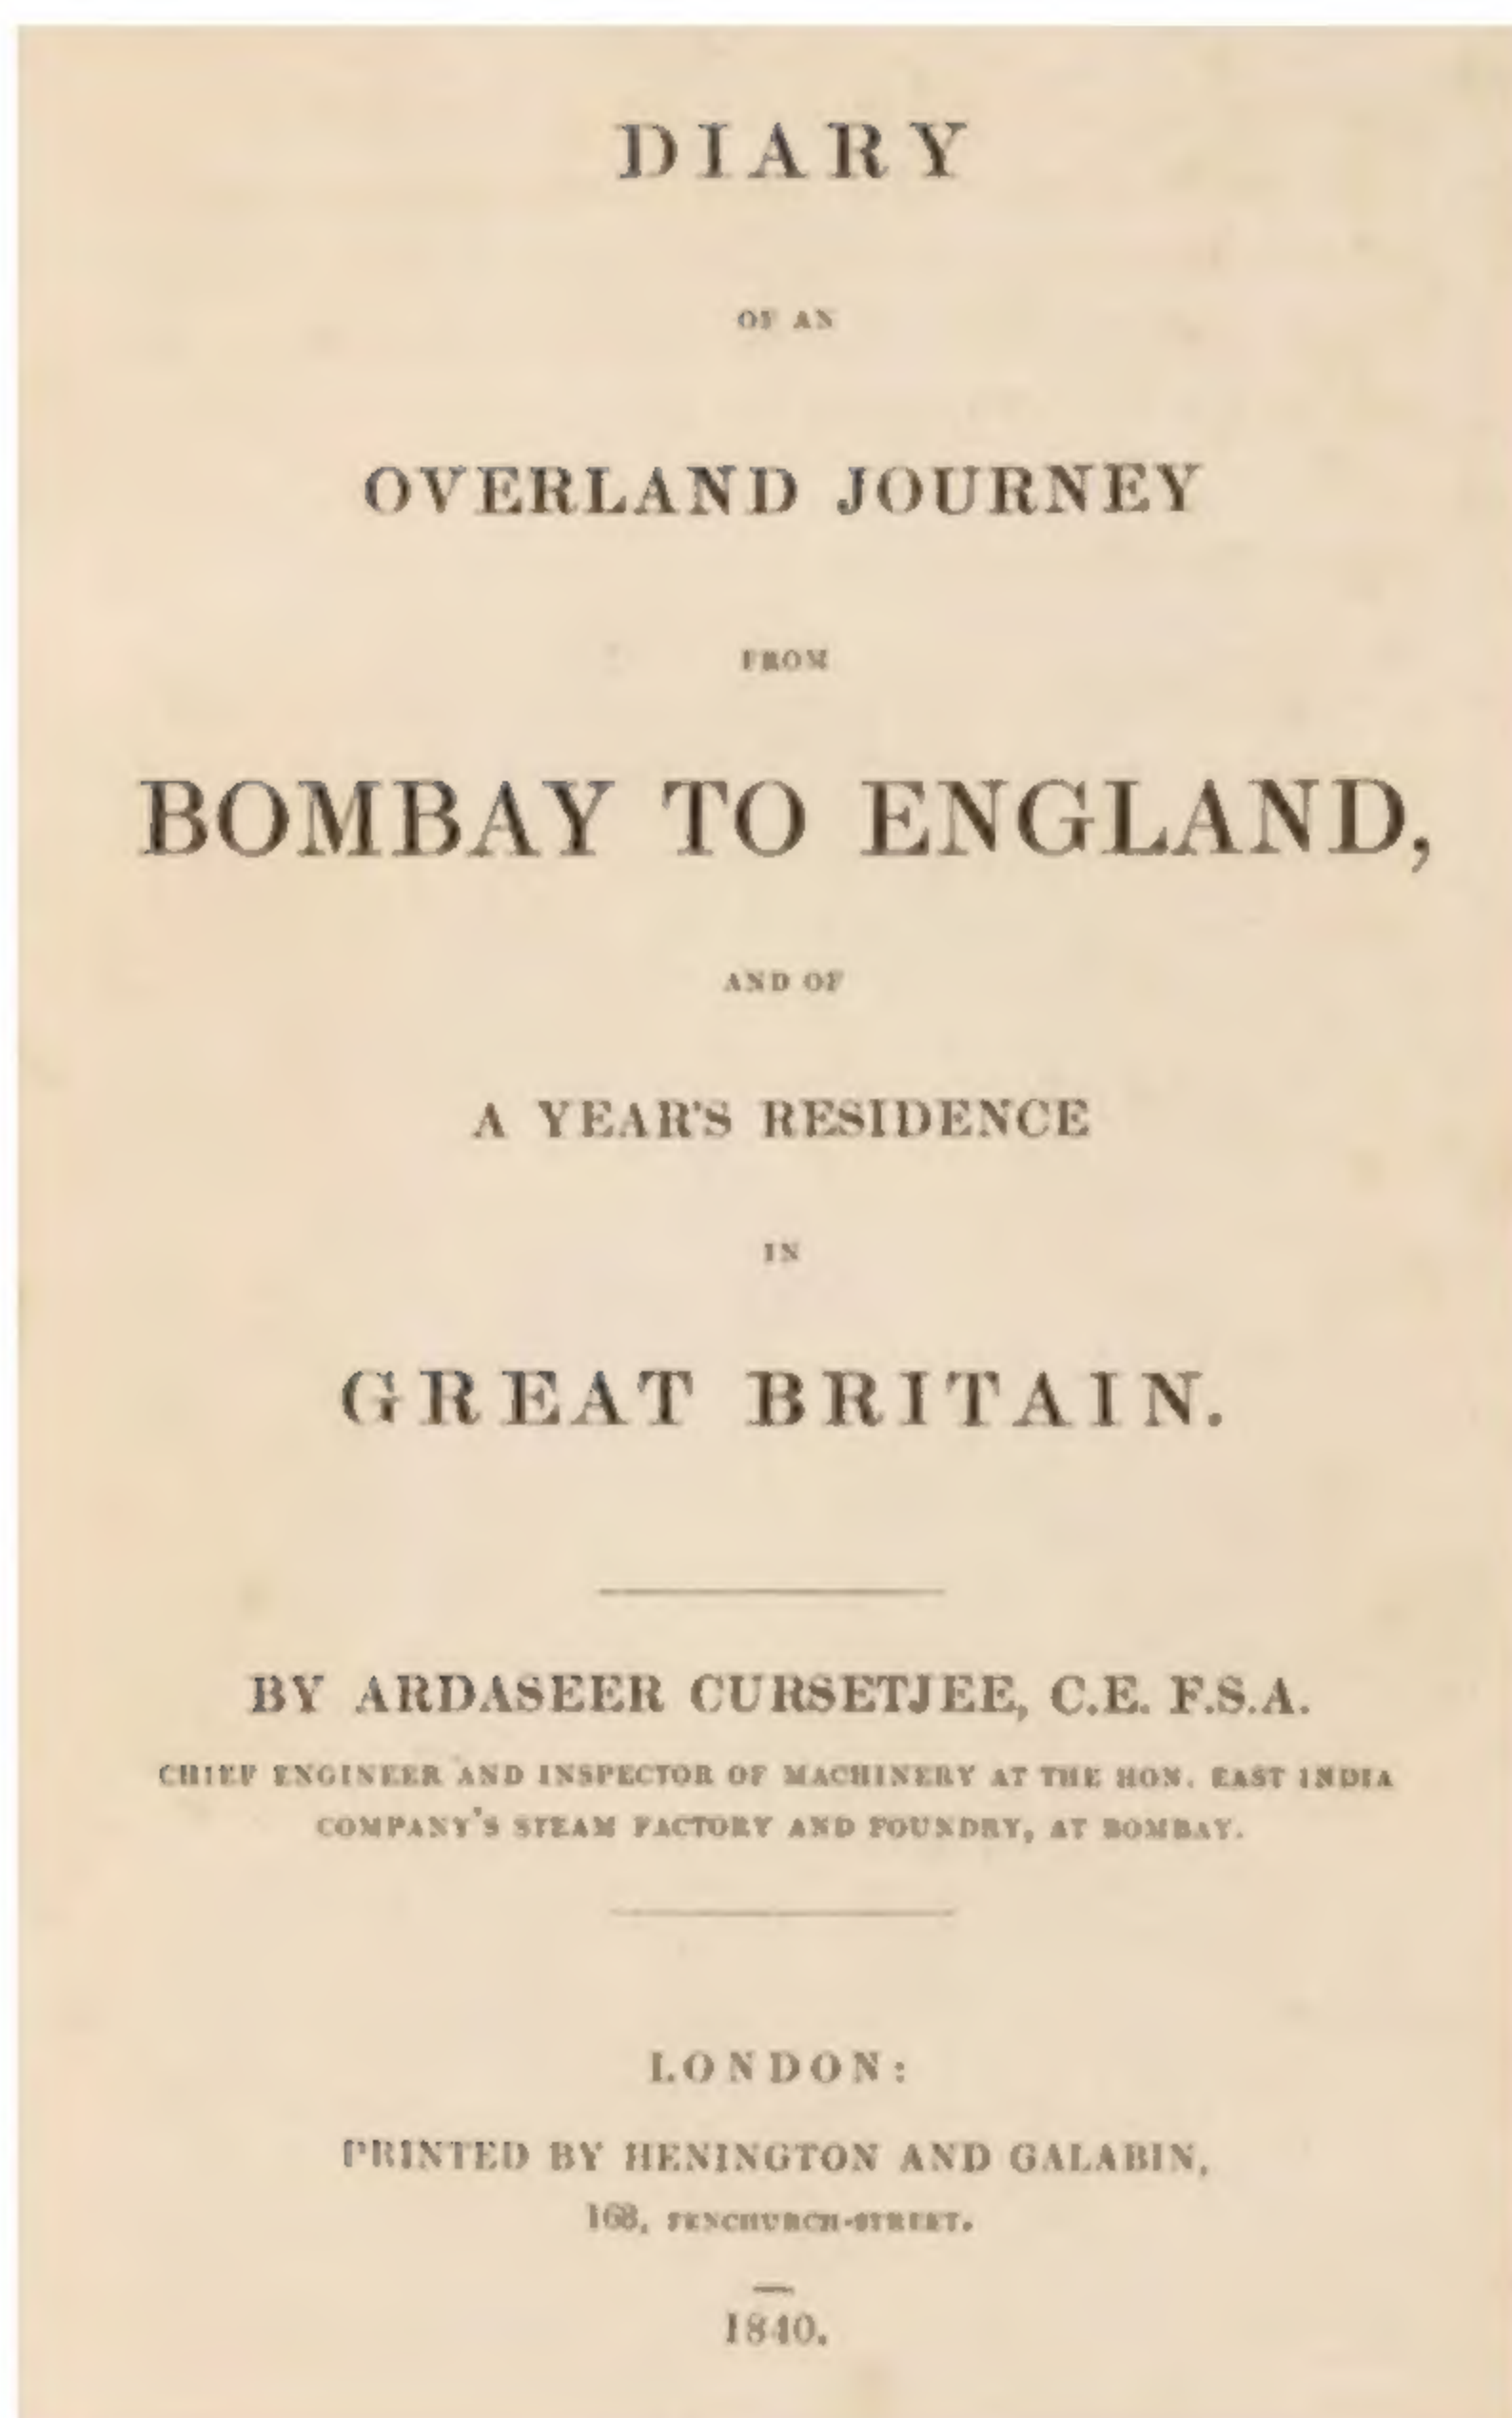 DIARY
OF AN
OVERLAND JOURNEY
FROM
BOMBAY TO ENGLAND,
AND OF
A YEAR'S RESIDENCE
IN
GREAT BRITAIN.
BY ARDASEER CURSETJEE, C.E. F.S.A.
CHIEF ENGINEER AND INSPECTOR OF MACHINERY AT THE HON. EAST INDIA
COMPANY'S STEAM FACTORY AND FOUNDRY, AT BOMBAY.
LONDON:
PRINTED BY HENINGTON AND GALABIN,
168, FENCHURCH-STREET.
1840.